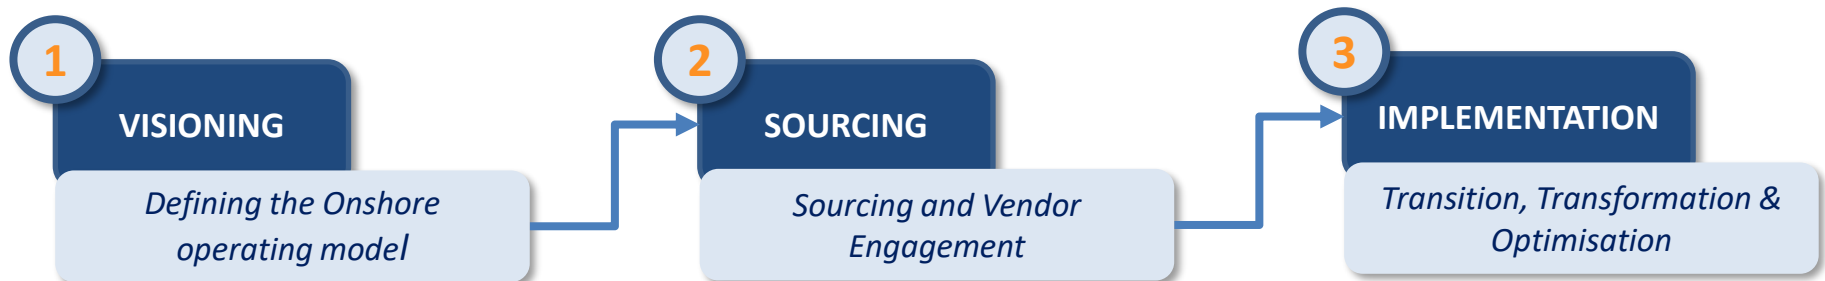 1
VISIONING
Defining the Onshore
operating model
2
SOURCING
Sourcing and Vendor
Engagement
3
IMPLEMENTATION
Transition, Transformation &
Optimisation